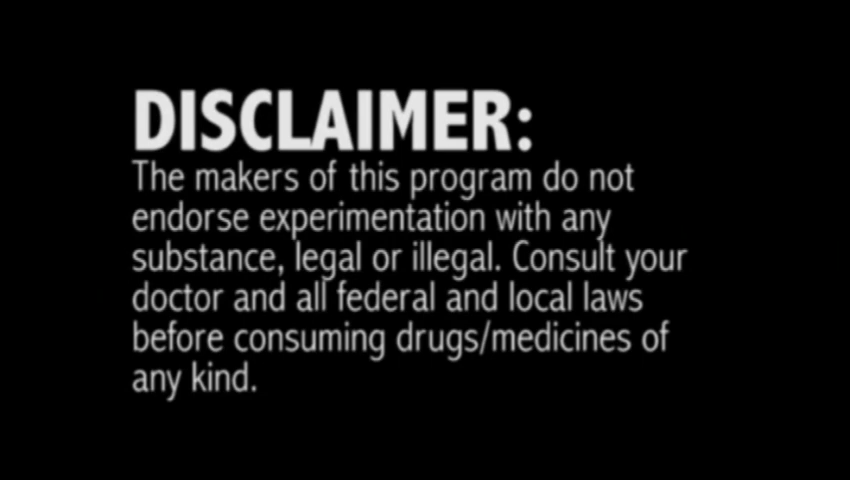 DISCLAIMER:
The makers of this program do not
endorse experimentation with any
substance, legal or illegal. Consult your
doctor and all federal and local laws
before consuming drugs/medicines of
any kind.